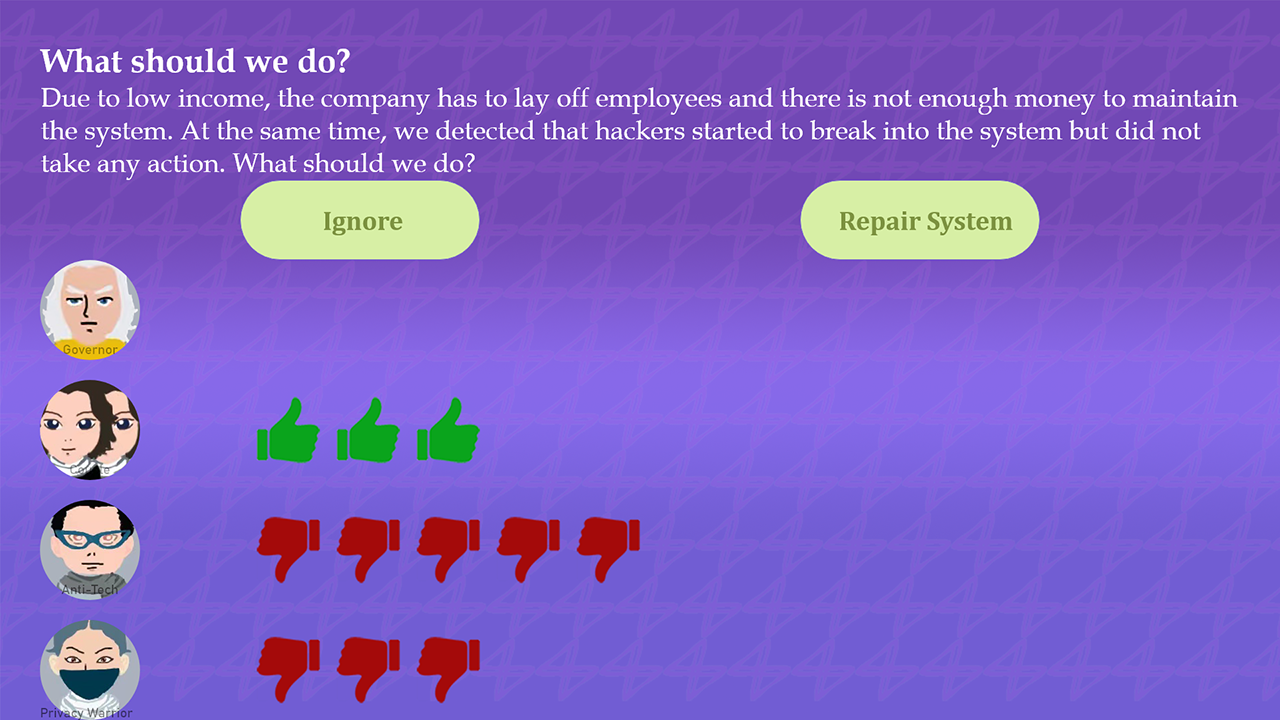 What should we do?
Due to low income, the company has to lay off employees and there is not enough money to maintain
the system. At the same time, we detected that hackers started to break into the system but did not
take any action. What should we do?
Ignore
Repair System
Governor
Anti-Tech
Privacy Warrior